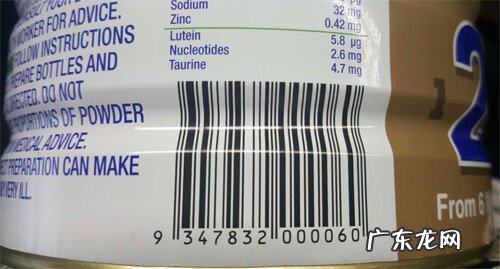 WORKER FOR ADVICE.
FOLLOW INSTRUCTIONS
PREPARE BOTTLES AND
DIRECTED. DO NOT
PROPORTIONS OF POWDER
MEDICAL ADVICE.
PREPARATION CAN MAKE
VERY ILL.
Sodium 32 mg
Zinc 0.42 mg
Lutein 5.8 µg
Nucleotides 2.6 mg
Taurine 4.7 mg
9 347832 000060
2
From 6
广东龙网